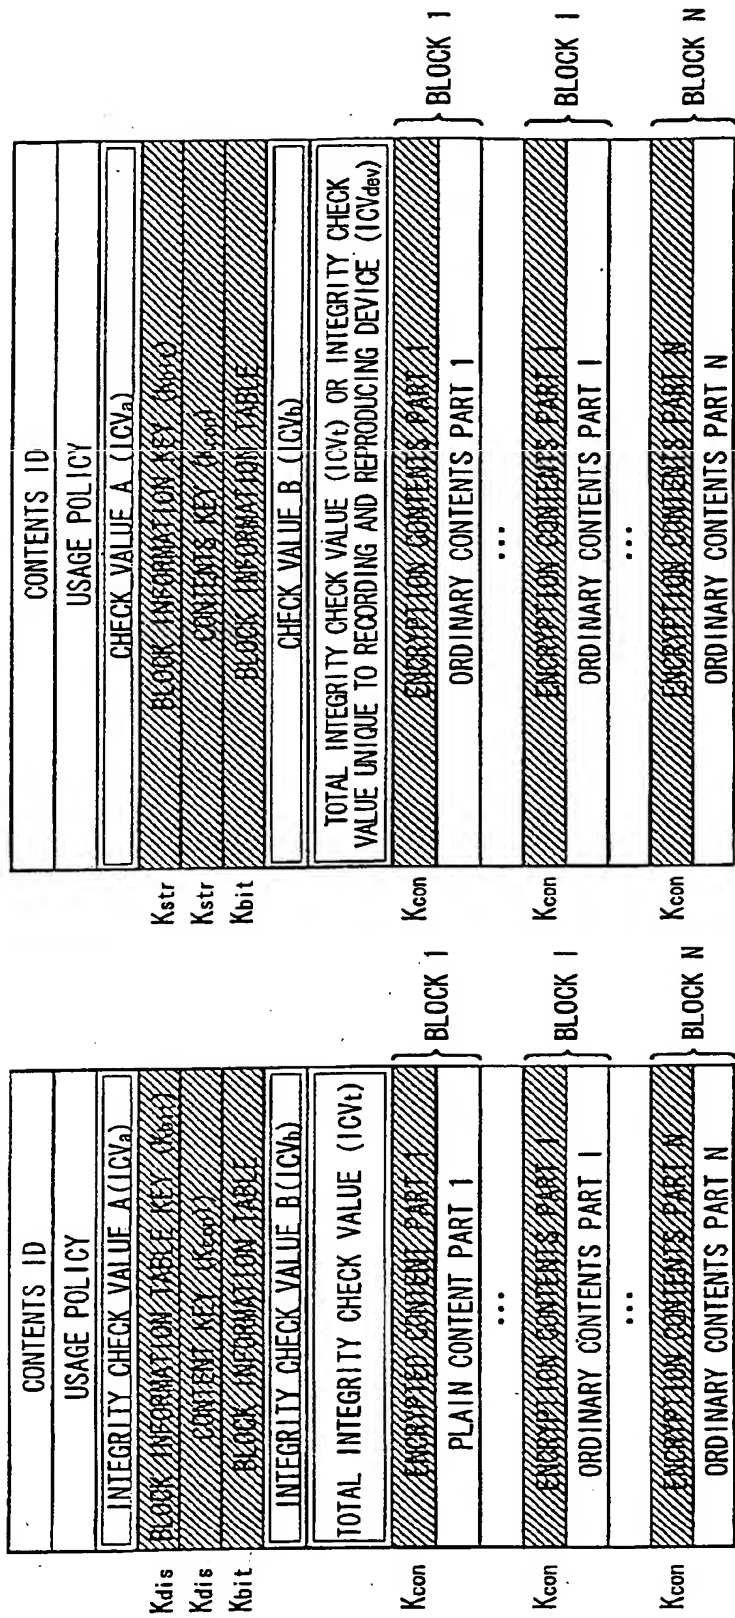 CONTENTS ID
USAGE POLICY
INTEGRITY CHECK VALUE A (ICVa)
Kdis BLOCK INFORMATION TABLE KEY (Kbit)
Kdis CONTENT KEY (Kcon)
Kbit BLOCK INFORMATION TABLE
INTEGRITY CHECK VALUE B (ICVb)
TOTAL INTEGRITY CHECK VALUE (ICVt)
Kcon ENCRYPTED CONTENT PART 1
PLAIN CONTENT PART 1
BLOCK 1
...
Kcon ENCRYPTION CONTENTS PART I
ORDINARY CONTENTS PART I
BLOCK I
...
Kcon ENCRYPTION CONTENTS PART N
ORDINARY CONTENTS PART N
BLOCK N
CONTENTS ID
USAGE POLICY
CHECK VALUE A (ICVa)
Kstr BLOCK INFORMATION KEY (Kbit)
Kstr CONTENTS KEY (Kcon)
Kbit BLOCK INFORMATION TABLE
CHECK VALUE B (ICVb)
TOTAL INTEGRITY CHECK VALUE (ICVt) OR INTEGRITY CHECK
VALUE UNIQUE TO RECORDING AND REPRODUCING DEVICE (ICVdev)
Kcon ENCRYPTION CONTENTS PART 1
ORDINARY CONTENTS PART 1
BLOCK 1
...
Kcon ENCRYPTION CONTENTS PART I
ORDINARY CONTENTS PART I
BLOCK I
...
Kcon ENCRYPTION CONTENTS PART N
ORDINARY CONTENTS PART N
BLOCK N